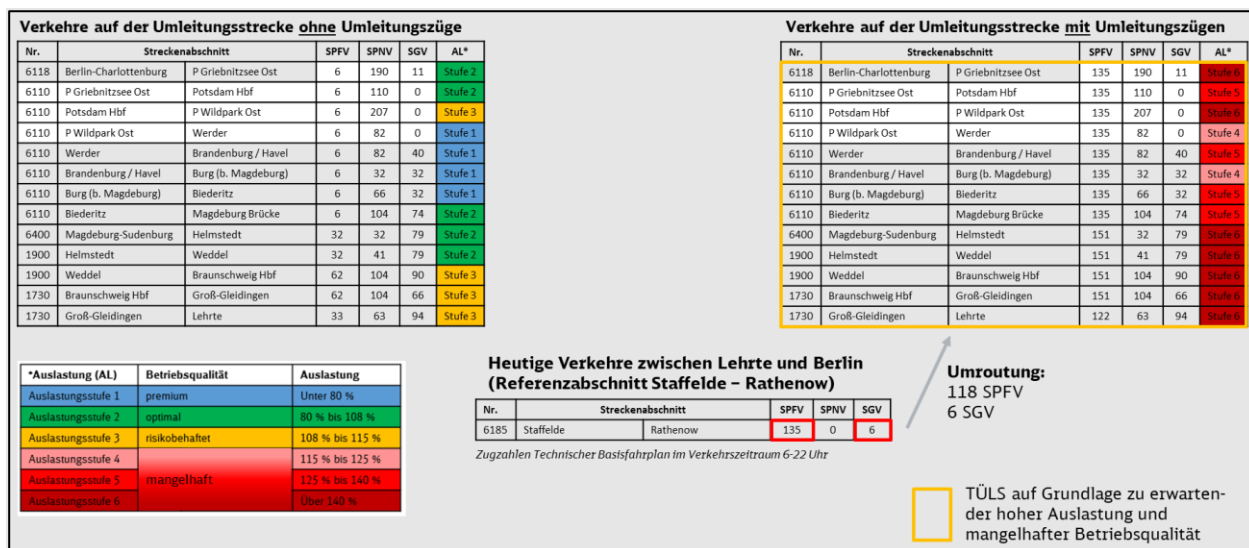 Verkehre auf der Umleitungsstrecke ohne Umleitungszüge
Nr. Streckenabschnitt SPFV SPNV SGV AL*
6118 Berlin-Charlottenburg P Griebnitzsee Ost 6 190 11 Stufe 2
6110 P Griebnitzsee Ost Potsdam Hbf 6 110 0 Stufe 2
6110 Potsdam Hbf P Wildpark Ost 6 207 0 Stufe 3
6110 P Wildpark Ost Werder 6 82 0 Stufe 1
6110 Werder Brandenburg / Havel 6 82 40 Stufe 1
6110 Brandenburg / Havel Burg (b. Magdeburg) 6 32 32 Stufe 1
6110 Burg (b. Magdeburg) Biederitz 6 66 32 Stufe 1
6110 Biederitz Magdeburg Brücke 6 104 74 Stufe 2
6400 Magdeburg-Sudenburg Helmstedt 32 32 79 Stufe 2
1900 Helmstedt Weddel 32 41 79 Stufe 2
1900 Weddel Braunschweig Hbf 62 104 90 Stufe 3
1730 Braunschweig Hbf Groß-Gleidingen 62 104 66 Stufe 3
1730 Groß-Gleidingen Lehrte 33 63 94 Stufe 3
Verkehre auf der Umleitungsstrecke mit Umleitungszügen
Nr. Streckenabschnitt SPFV SPNV SGV AL*
6118 Berlin-Charlottenburg P Griebnitzsee Ost 135 190 11 Stufe 6
6110 P Griebnitzsee Ost Potsdam Hbf 135 110 0 Stufe 5
6110 Potsdam Hbf P Wildpark Ost 135 207 0 Stufe 6
6110 P Wildpark Ost Werder 135 82 0 Stufe 4
6110 Werder Brandenburg / Havel 135 82 40 Stufe 5
6110 Brandenburg / Havel Burg (b. Magdeburg) 135 32 32 Stufe 4
6110 Burg (b. Magdeburg) Biederitz 135 66 32 Stufe 5
6110 Biederitz Magdeburg Brücke 135 104 74 Stufe 5
6400 Magdeburg-Sudenburg Helmstedt 151 32 79 Stufe 6
1900 Helmstedt Weddel 151 41 79 Stufe 6
1900 Weddel Braunschweig Hbf 151 104 90 Stufe 6
1730 Braunschweig Hbf Groß-Gleidingen 151 104 66 Stufe 6
1730 Groß-Gleidingen Lehrte 122 63 94 Stufe 6
*Auslastung (AL) Betriebsqualität Auslastung
Auslastungsstufe 1 premium Unter 80 %
Auslastungsstufe 2 optimal 80 % bis 108 %
Auslastungsstufe 3 risikobehaftet 108 % bis 115 %
Auslastungsstufe 4 115 % bis 125 %
Auslastungsstufe 5 mangelhaft 125 % bis 140 %
Auslastungsstufe 6 Über 140 %
Heutige Verkehre zwischen Lehrte und Berlin
(Referenzabschnitt Staffelde – Rathenow)
Nr. Streckenabschnitt SPFV SPNV SGV
6185 Staffelde Rathenow 135 0 6
Zugzahlen Technischer Basisfahrplan im Verkehrszeitraum 6-22 Uhr
Umroutung:
118 SPFV
6 SGV
TÜLS auf Grundlage zu erwarten-
der hoher Auslastung und
mangelhafter Betriebsqualität